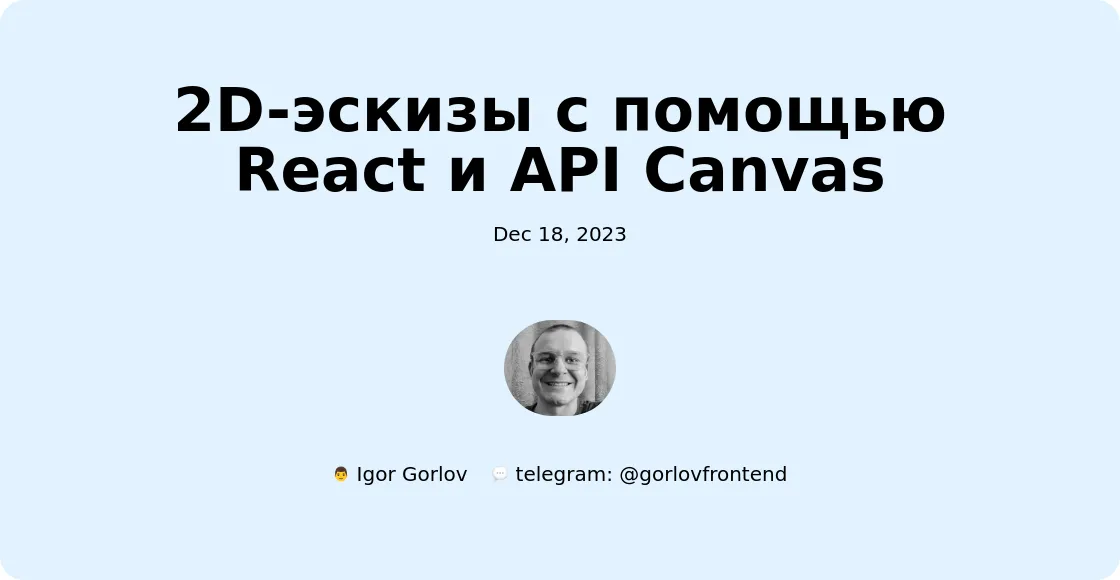 2D-эскизы с помощью
React и API Canvas
Dec 18, 2023
Igor Gorlov telegram: @gorlovfrontend